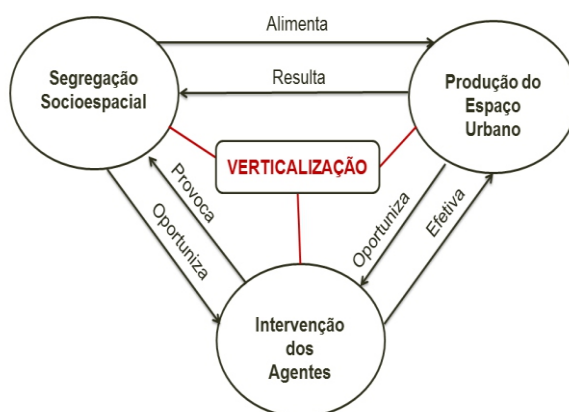 Alimenta
Segregação
Socioespacial
Resulta
Produção do
Espaço
Urbano
VERTICALIZAÇÃO
Provoca
Oportuniza
Oportuniza
Efetiva
Intervenção
dos
Agentes